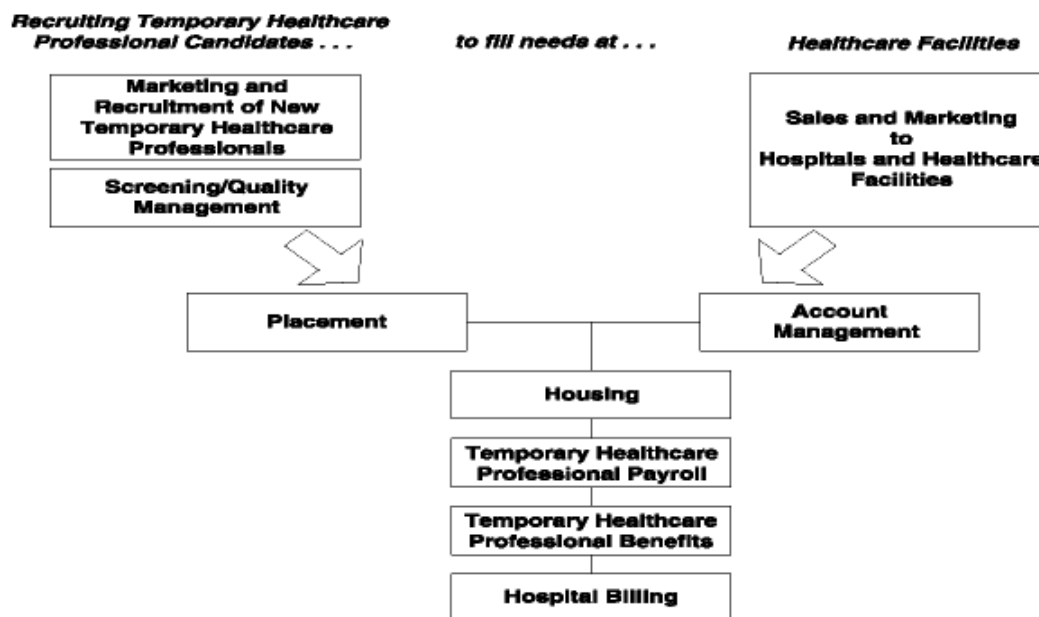 Recruiting Temporary Healthcare
Professional Candidates . . .
to fill needs at . . .
Healthcare Facilities
Marketing and
Recruitment of New
Temporary Healthcare
Professionals
Screening/Quality
Management
Sales and Marketing
to
Hospitals and Healthcare
Facilities
Placement
Account
Management
Housing
Temporary Healthcare
Professional Payroll
Temporary Healthcare
Professional Benefits
Hospital Billing